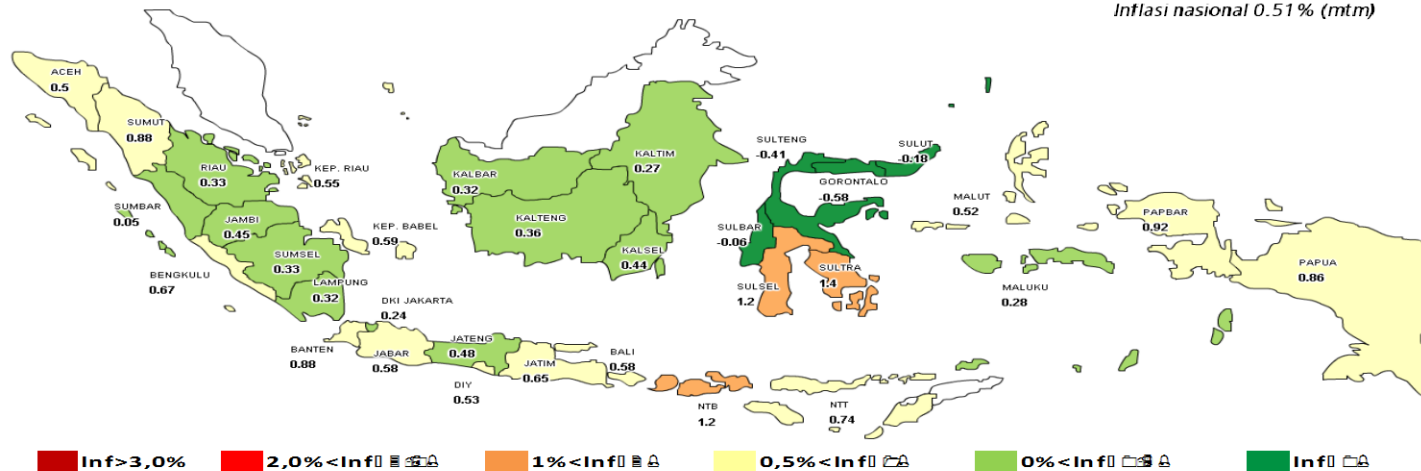 Inflasi nasional 0.51% (mtm)
ACEH
0.5
SUMUT
0.88
RIAU
0.33
KEP. RIAU
0.55
SUMBAR
0.05
JAMBI
0.45
KEP. BABEL
0.59
SUMSEL
0.33
BENGKULU
0.67
LAMPUNG
0.32
DKI JAKARTA
0.24
BANTEN
0.88
JABAR
0.58
JATENG
0.48
DIY
0.53
JATIM
0.65
BALI
0.58
KALBAR
0.32
KALTENG
0.36
KALTIM
0.27
KALSEL
0.44
SULTENG
-0.41
SULUT
-0.18
GORONTALO
-0.58
SULBAR
-0.06
SULSEL
1.2
SULTRA
1.4
NTB
1.2
NTT
0.74
MALUT
0.52
MALUKU
0.28
PAPBAR
0.92
PAPUA
0.86
Inf>3,0%
2,0%<Inf
1%<Inf
0,5%<Inf
0%<Inf
Inf